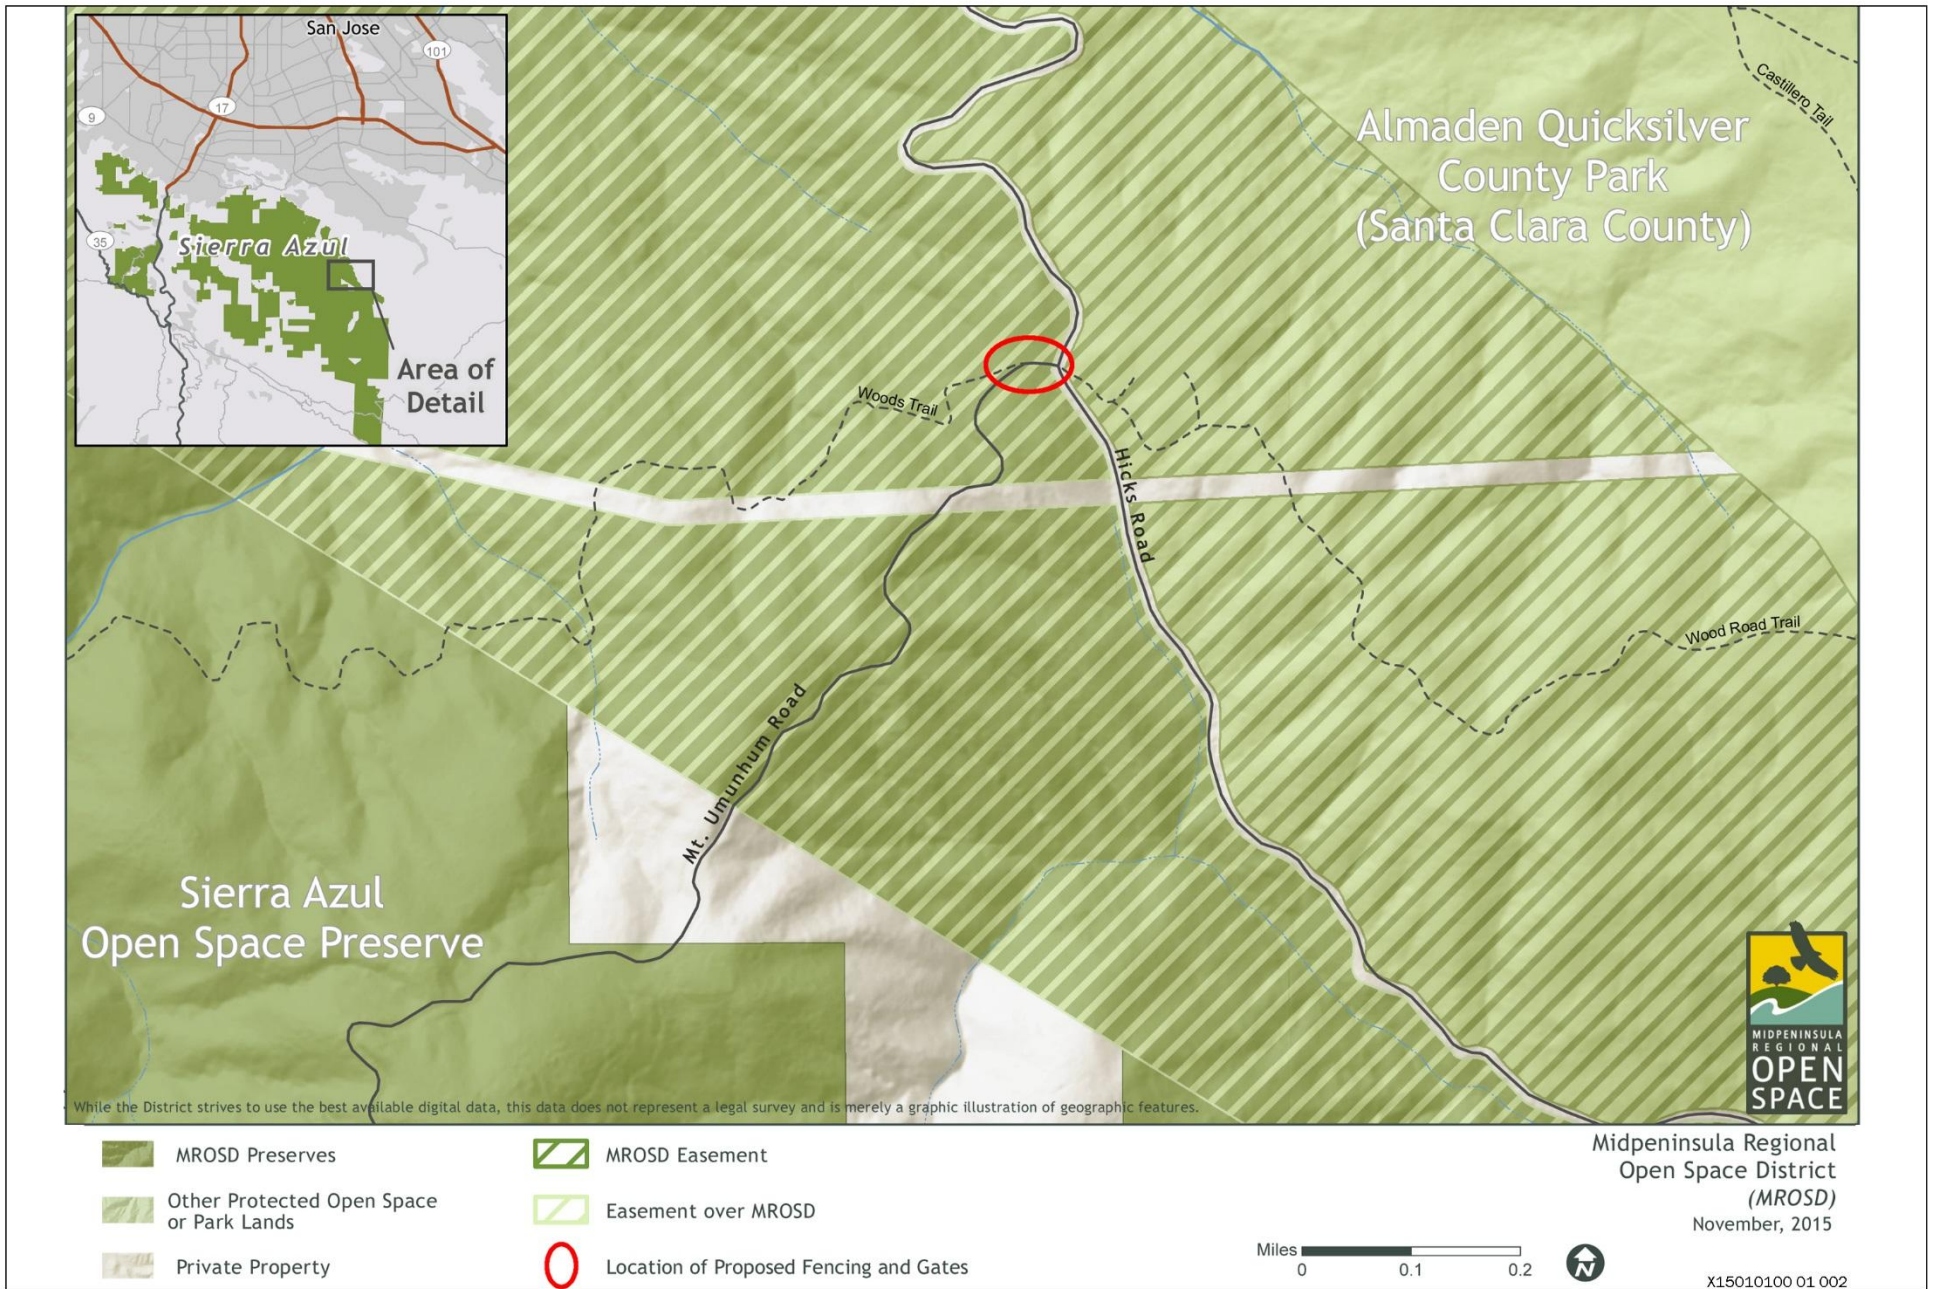 San Jose
101
17
9
35
Sierra Azul
Area of
Detail
Castillero Tail
Almaden Quicksilver
County Park
(Santa Clara County)
Woods Trail
Hicks Road
Wood Road Trail
Mt. Umunhum Road
Sierra Azul
Open Space Preserve
MIDPENINSULA
REGIONAL
OPEN
SPACE
While the District strives to use the best available digital data, this data does not represent a legal survey and is merely a graphic illustration of geographic features.
MROSD Preserves
Other Protected Open Space
or Park Lands
Private Property
MROSD Easement
Easement over MROSD
Location of Proposed Fencing and Gates
Midpeninsula Regional
Open Space District
(MROSD)
November, 2015
Miles
0 0.1 0.2
N
X15010100 01 002